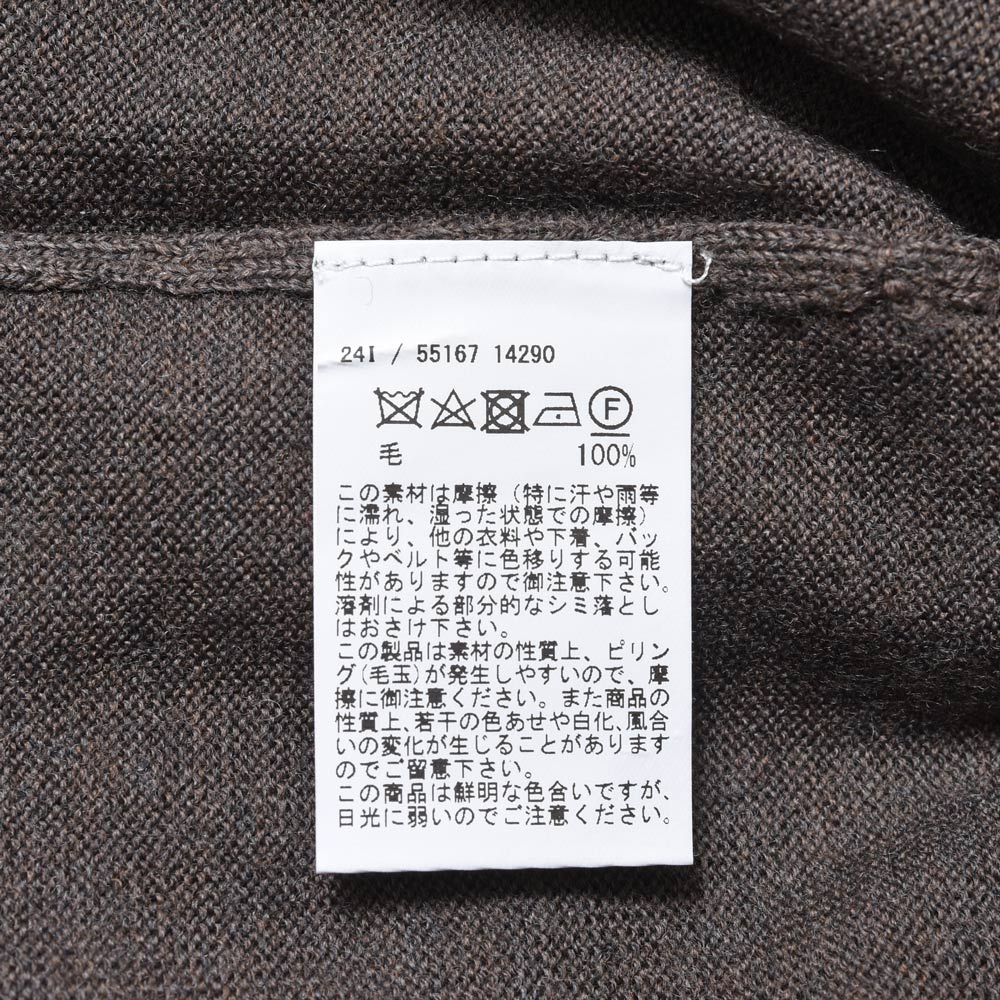 24I / 55167 14290
F
毛 100%
この素材は摩擦（特に汗や雨等
に濡れ、湿った状態での摩擦）
により、他の衣料や下着、バッ
クやベルト等に色移りする可能
性がありますので御注意下さい。
溶剤による部分的なシミ落とし
はおさけ下さい。
この製品は素材の性質上、ピリン
グ(毛玉)が発生しやすいので、摩
擦に御注意ください。また商品の
性質上、若干の色あせや白化、風合
いの変化が生じることがあります
のでご留意下さい。
この商品は鮮明な色合いですが、
日光に弱いのでご注意ください。